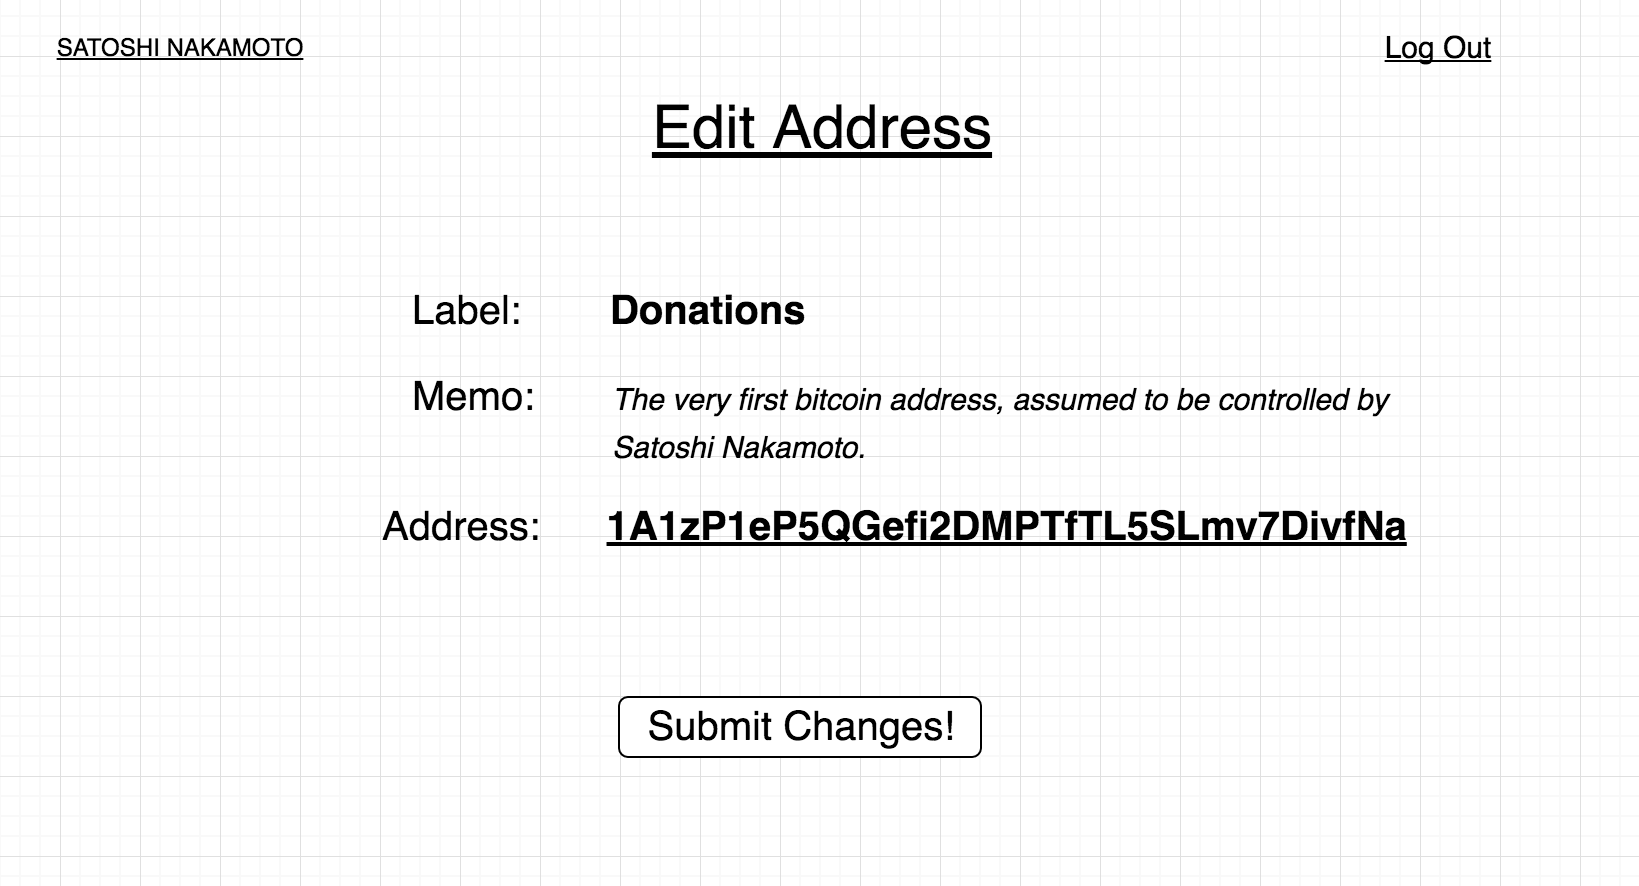 SATOSHI NAKAMOTO
Log Out
Edit Address
Label: Donations
Memo: The very first bitcoin address, assumed to be controlled by
Satoshi Nakamoto.
Address: 1A1zP1eP5QGefi2DMPTfTL5SLmv7DivfNa
Submit Changes!